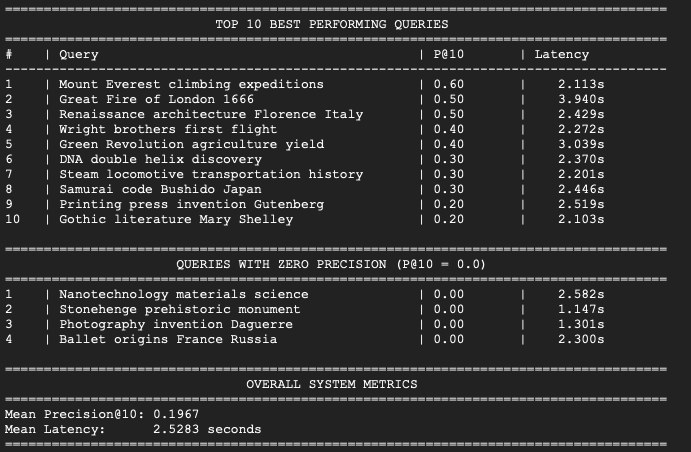 ==========================================================================================
TOP 10 BEST PERFORMING QUERIES
==========================================================================================
# | Query | P@10 | Latency
------------------------------------------------------------------------------------------
1 | Mount Everest climbing expeditions | 0.60 | 2.113s
2 | Great Fire of London 1666 | 0.50 | 3.940s
3 | Renaissance architecture Florence Italy | 0.50 | 2.429s
4 | Wright brothers first flight | 0.40 | 2.272s
5 | Green Revolution agriculture yield | 0.40 | 3.039s
6 | DNA double helix discovery | 0.30 | 2.370s
7 | Steam locomotive transportation history | 0.30 | 2.201s
8 | Samurai code Bushido Japan | 0.30 | 2.446s
9 | Printing press invention Gutenberg | 0.20 | 2.519s
10 | Gothic literature Mary Shelley | 0.20 | 2.103s
==========================================================================================
QUERIES WITH ZERO PRECISION (P@10 = 0.0)
==========================================================================================
1 | Nanotechnology materials science | 0.00 | 2.582s
2 | Stonehenge prehistoric monument | 0.00 | 1.147s
3 | Photography invention Daguerre | 0.00 | 1.301s
4 | Ballet origins France Russia | 0.00 | 2.300s
==========================================================================================
OVERALL SYSTEM METRICS
==========================================================================================
Mean Precision@10: 0.1967
Mean Latency: 2.5283 seconds
==========================================================================================